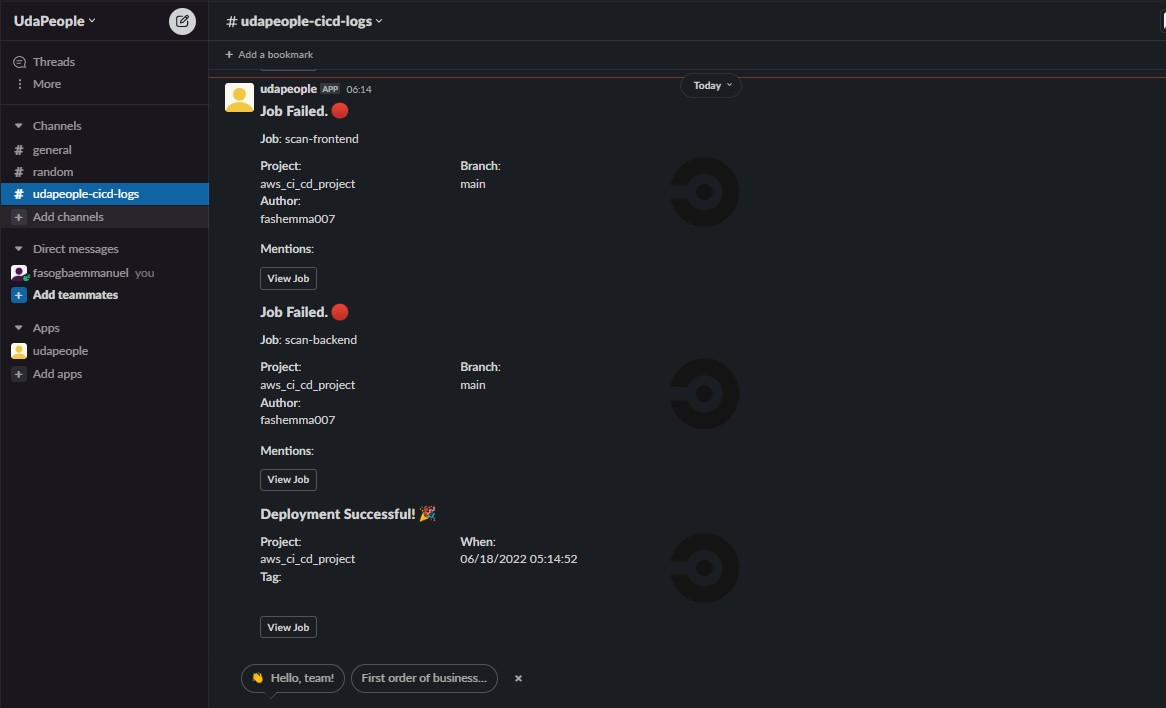 UdaPeople
Threads
More
Channels
# general
# random
# udapeople-cicd-logs
+ Add channels
Direct messages
fasogbaemmanuel you
+ Add teammates
Apps
udapeople
+ Add apps
# udapeople-cicd-logs
+ Add a bookmark
Today
udapeople APP 06:14
Job Failed. 🔴
Job: scan-frontend
Project: Branch:
aws_ci_cd_project main
Author:
fashemma007
Mentions:
View Job
Job Failed. 🔴
Job: scan-backend
Project: Branch:
aws_ci_cd_project main
Author:
fashemma007
Mentions:
View Job
Deployment Successful! 🎉
Project: When:
aws_ci_cd_project 06/18/2022 05:14:52
Tag:
View Job
👋 Hello, team! First order of business... ×